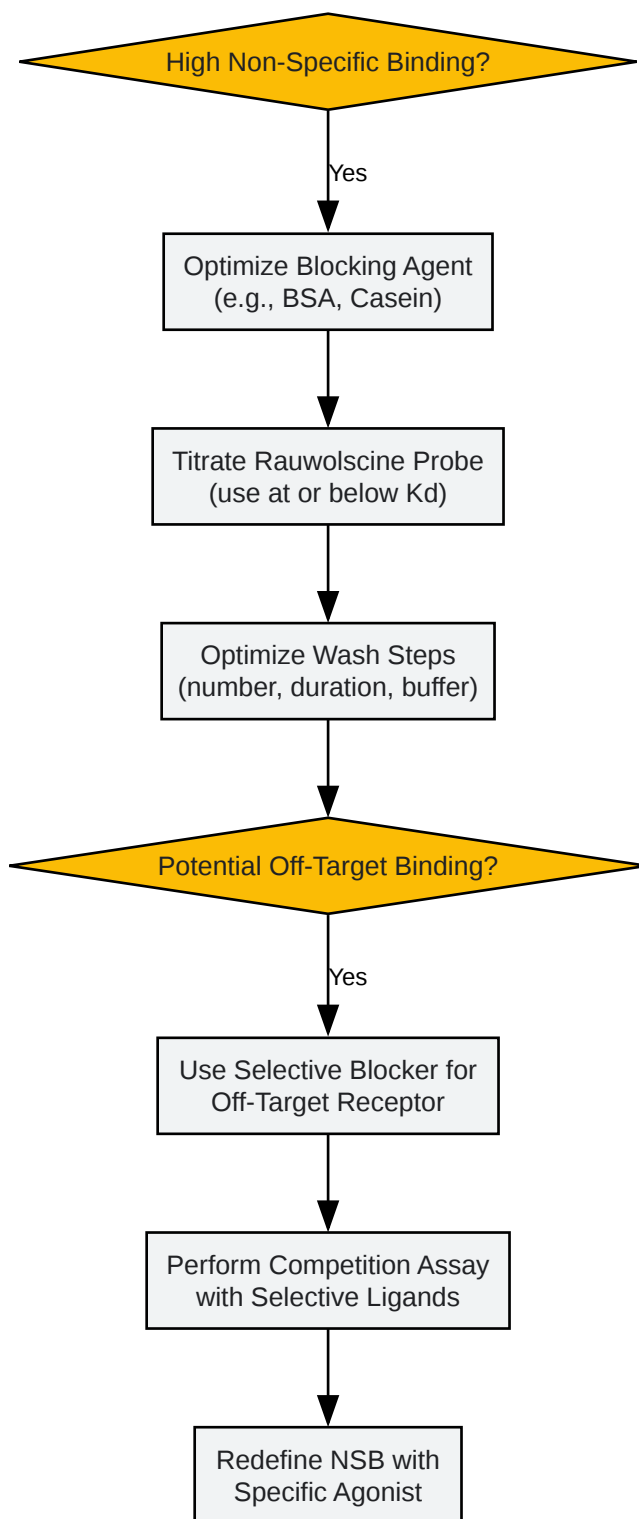 High Non-Specific Binding?
Yes
Optimize Blocking Agent
(e.g., BSA, Casein)
Titrate Rauwolscine Probe
(use at or below Kd)
Optimize Wash Steps
(number, duration, buffer)
Potential Off-Target Binding?
Yes
Use Selective Blocker for
Off-Target Receptor
Perform Competition Assay
with Selective Ligands
Redefine NSB with
Specific Agonist